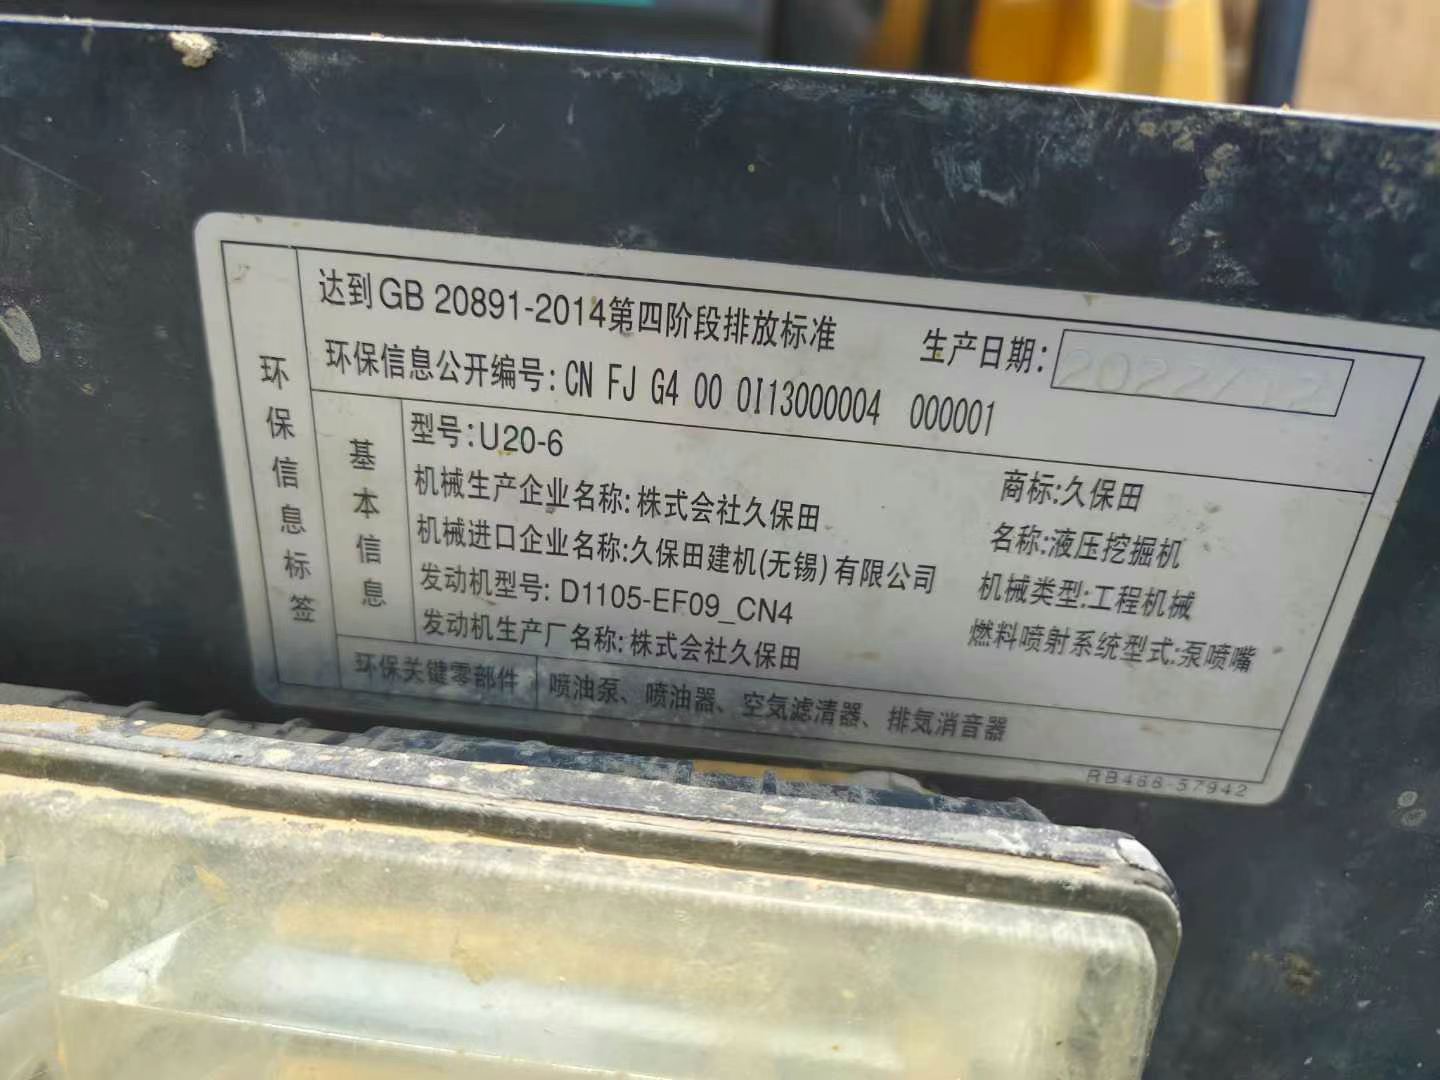 环保信息标签
达到GB 20891-2014第四阶段排放标准
生产日期: 2022/12
环保信息公开编号: CN FJ G4 00 0I13000004 000001
基本信息
型号: U20-6
商标:久保田
机械生产企业名称: 株式会社久保田
名称:液压挖掘机
机械进口企业名称:久保田建机(无锡)有限公司
机械类型:工程机械
发动机型号: D1105-EF09_CN4
燃料喷射系统型式:泵喷嘴
发动机生产厂名称: 株式会社久保田
环保关键零部件
喷油泵、喷油器、空气滤清器、排气消音器
RB466-57942